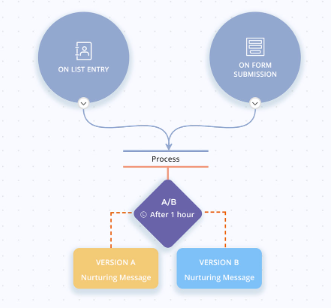 ON LIST ENTRY
ON FORM
SUBMISSION
Process
A/B
After 1 hour
VERSION A
Nurturing Message
VERSION B
Nurturing Message